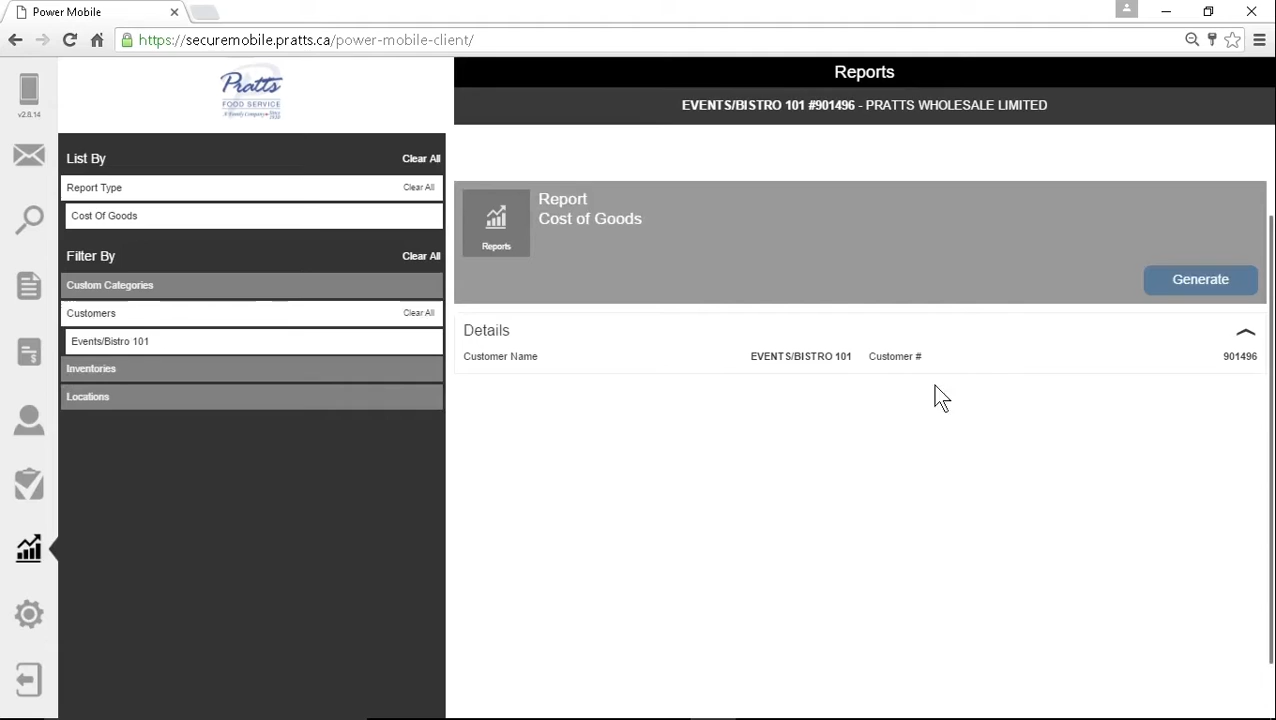 Power Mobile
https://securemobile.pratts.ca/power-mobile-client/
v2.8.14
Pratts
FOOD SERVICE
A Family Company
Reports
EVENTS/BISTRO 101 #901496 - PRATTS WHOLESALE LIMITED
List By Clear All
Report Type Clear All
Cost Of Goods
Filter By Clear All
Custom Categories
Customers Clear All
Events/Bistro 101
Inventories
Locations
Reports
Report
Cost of Goods
Generate
Details
Customer Name EVENTS/BISTRO 101 Customer # 901496